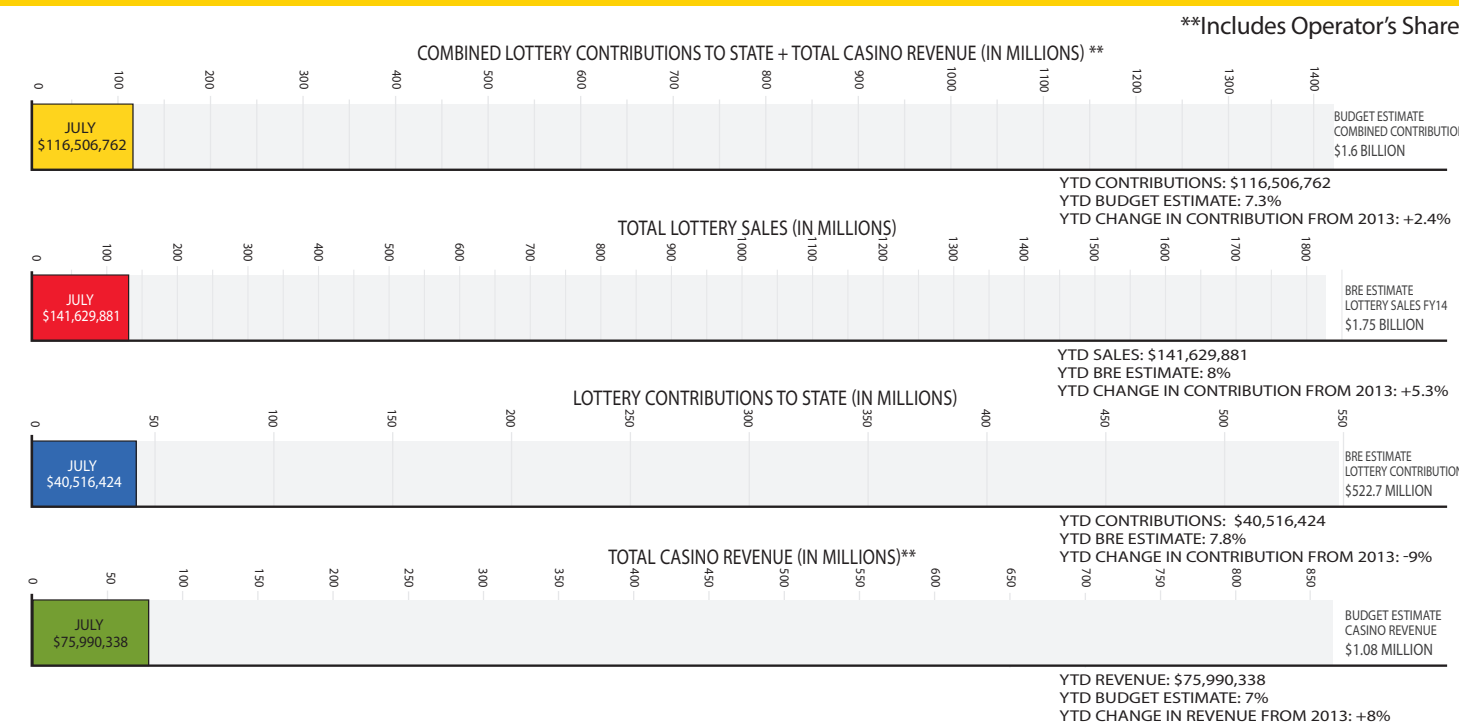 **Includes Operator's Share
COMBINED LOTTERY CONTRIBUTIONS TO STATE + TOTAL CASINO REVENUE (IN MILLIONS) **
0 100 200 300 400 500 600 700 800 900 1000 1100 1200 1300 1400
JULY
$116,506,762
BUDGET ESTIMATE
COMBINED CONTRIBUTION
$1.6 BILLION
YTD CONTRIBUTIONS: $116,506,762
YTD BUDGET ESTIMATE: 7.3%
YTD CHANGE IN CONTRIBUTION FROM 2013: +2.4%
TOTAL LOTTERY SALES (IN MILLIONS)
0 100 200 300 400 500 600 700 800 900 1000 1100 1200 1300 1400 1500 1600 1700 1800
JULY
$141,629,881
BRE ESTIMATE
LOTTERY SALES FY14
$1.75 BILLION
YTD SALES: $141,629,881
YTD BRE ESTIMATE: 8%
YTD CHANGE IN CONTRIBUTION FROM 2013: +5.3%
LOTTERY CONTRIBUTIONS TO STATE (IN MILLIONS)
0 50 100 150 200 250 300 350 400 450 500 550
JULY
$40,516,424
BRE ESTIMATE
LOTTERY CONTRIBUTION
$522.7 MILLION
YTD CONTRIBUTIONS: $40,516,424
YTD BRE ESTIMATE: 7.8%
YTD CHANGE IN CONTRIBUTION FROM 2013: -9%
TOTAL CASINO REVENUE (IN MILLIONS)**
0 50 100 150 200 250 300 350 400 450 500 550 600 650 700 750 800 850
JULY
$75,990,338
BUDGET ESTIMATE
CASINO REVENUE
$1.08 MILLION
YTD REVENUE: $75,990,338
YTD BUDGET ESTIMATE: 7%
YTD CHANGE IN REVENUE FROM 2013: +8%